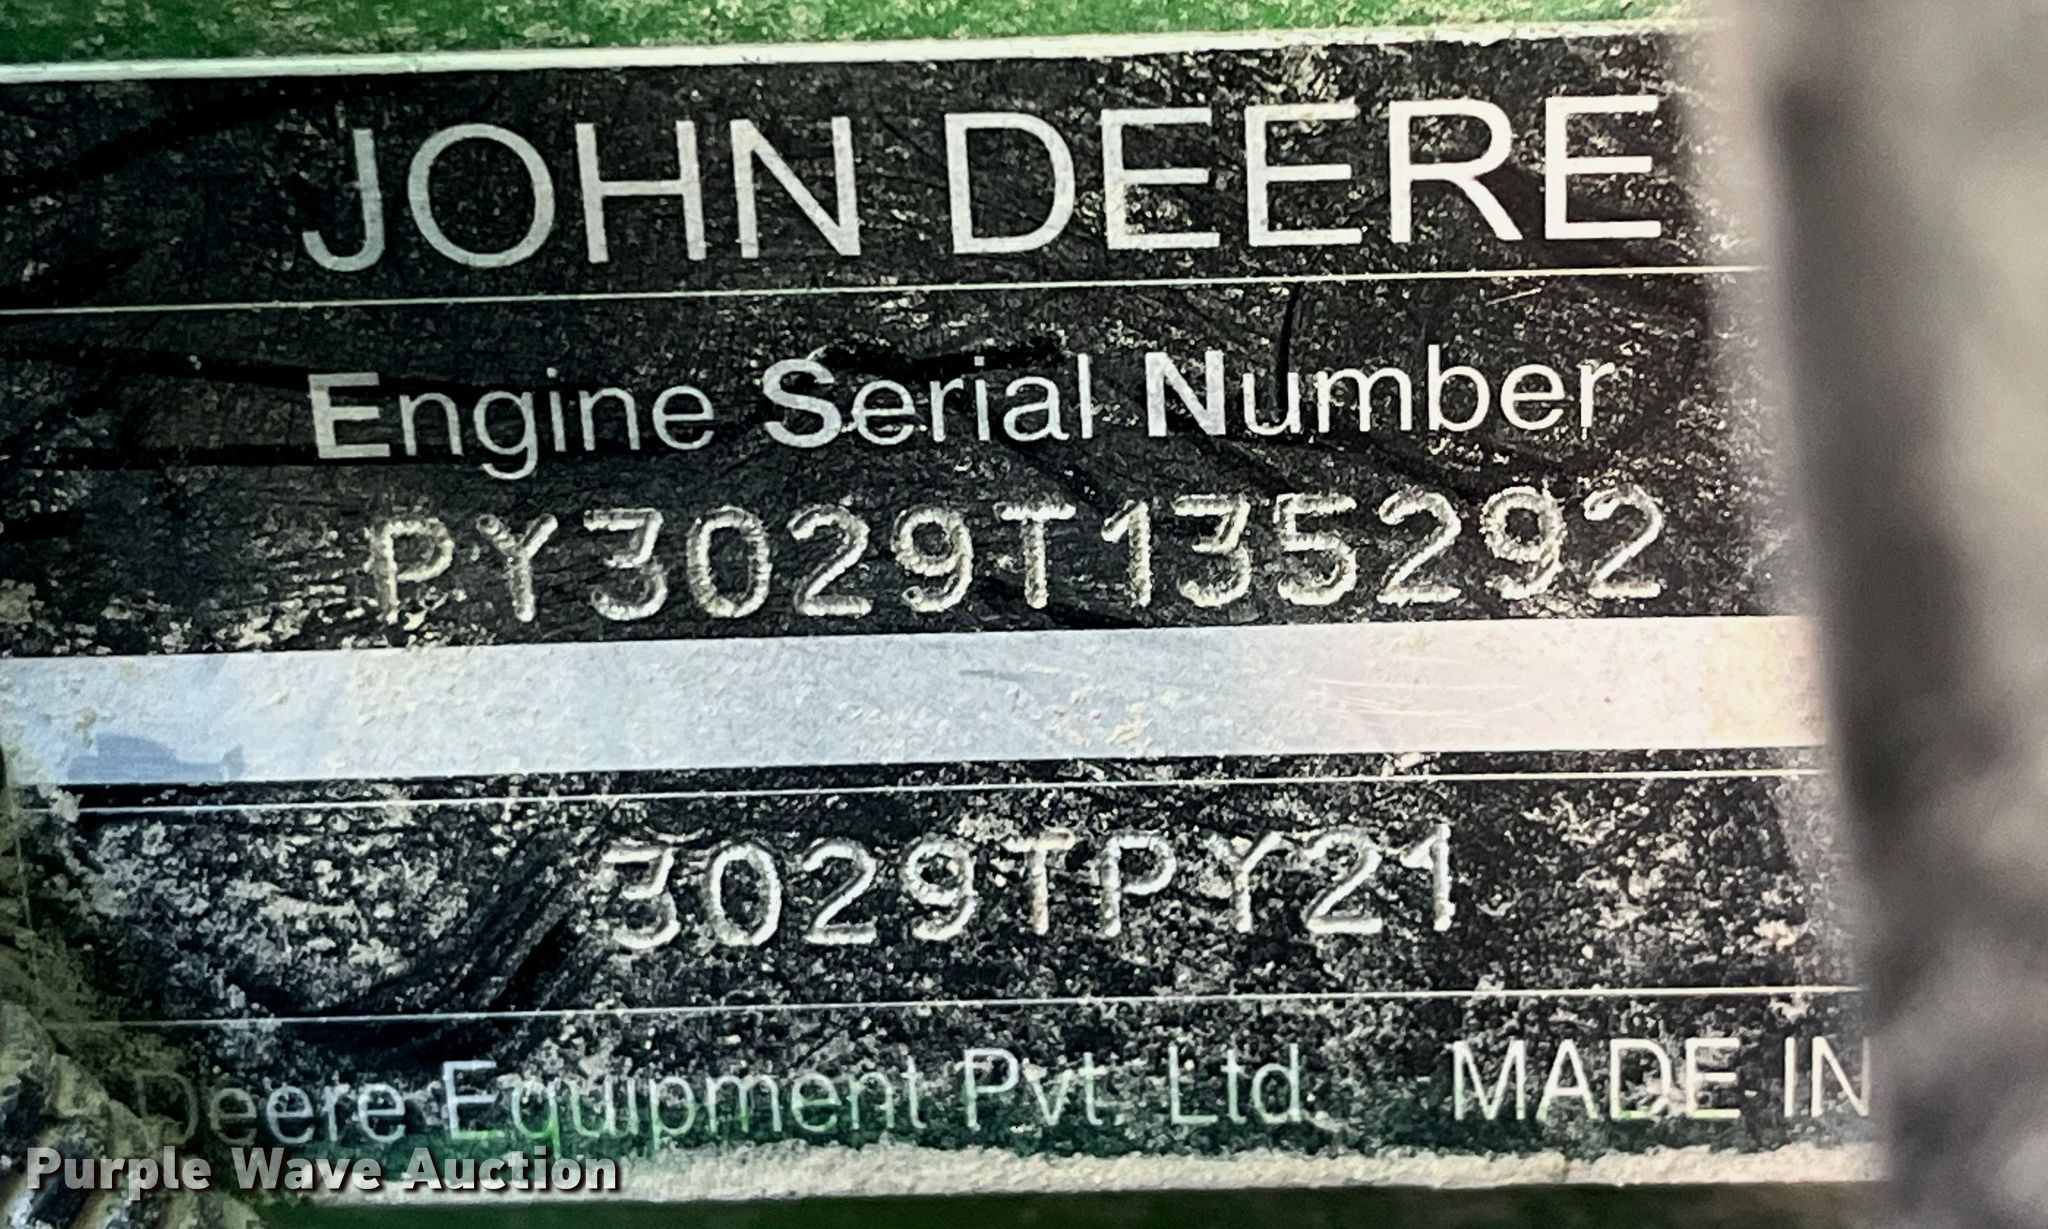 JOHN DEERE
Engine Serial Number
PY3029T135292
3029TPY21
Deere Equipment Pvt. Ltd. MADE IN
Purple Wave Auction